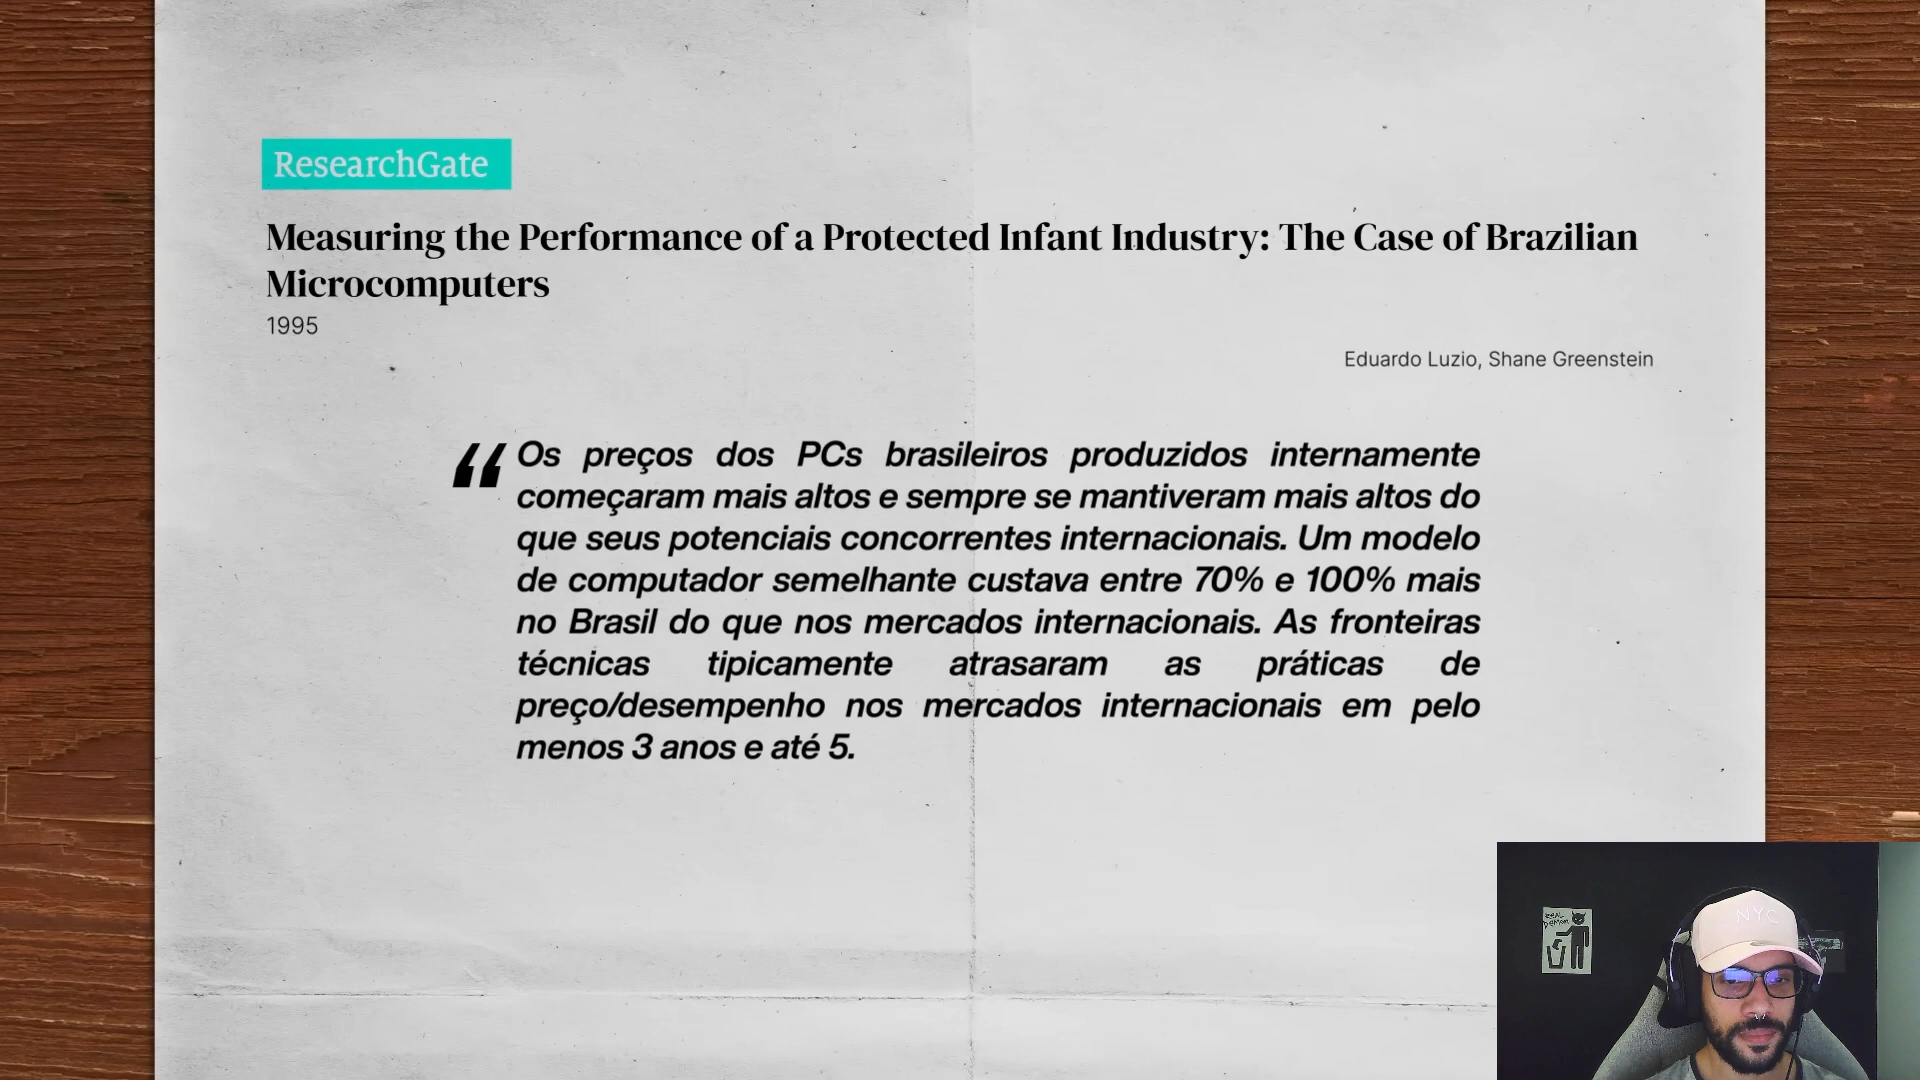 ResearchGate
Measuring the Performance of a Protected Infant Industry: The Case of Brazilian
Microcomputers
1995
Eduardo Luzio, Shane Greenstein
“Os preços dos PCs brasileiros produzidos internamente
começaram mais altos e sempre se mantiveram mais altos do
que seus potenciais concorrentes internacionais. Um modelo
de computador semelhante custava entre 70% e 100% mais
no Brasil do que nos mercados internacionais. As fronteiras
técnicas tipicamente atrasaram as práticas de
preço/desempenho nos mercados internacionais em pelo
menos 3 anos e até 5.
REAL
DEMON
NYC